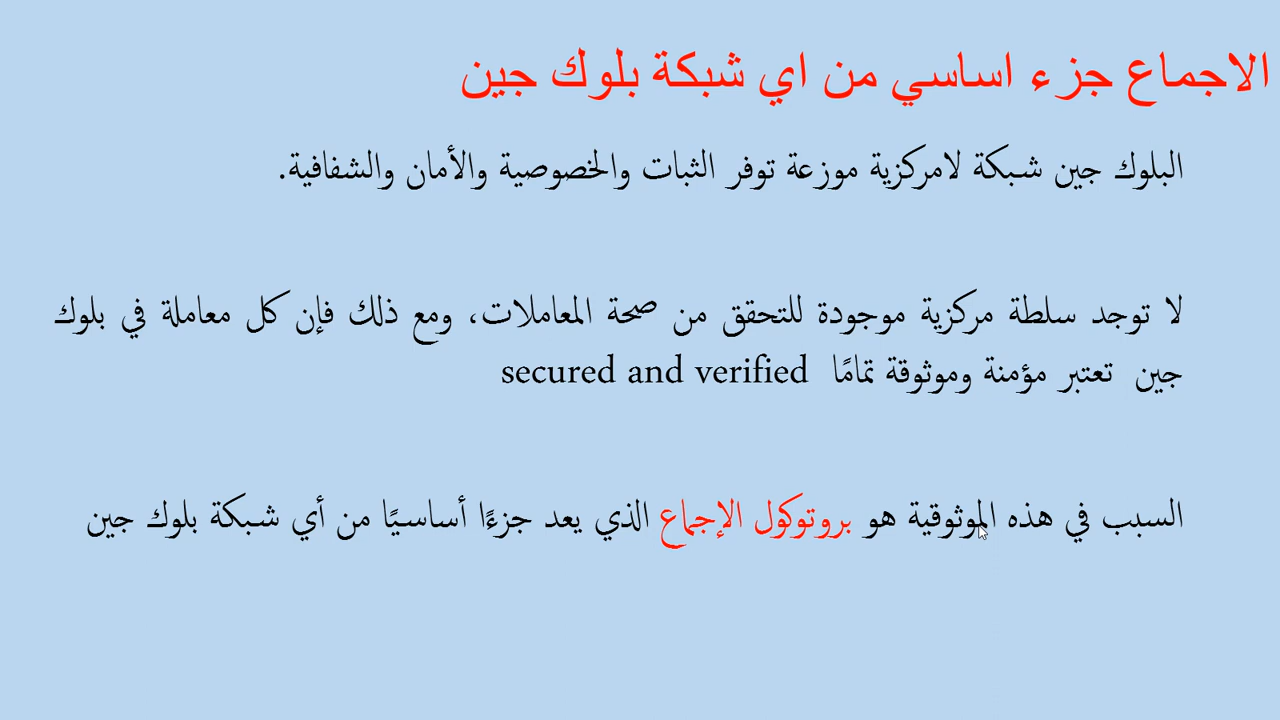 الاجماع جزء اساسي من اي شبكة بلوك جين
البلوك جين شبكة لامركزية موزعة توفر الثبات والخصوصية والأمان والشفافية.
لا توجد سلطة مركزية موجودة للتحقق من صحة المعاملات، ومع ذلك فإن كل معاملة في بلوك
جين تعتبر مؤمنة وموثوقة تمامًا secured and verified
السبب في هذه الموثوقية هو بروتوكول الإجماع الذي يعد جزءًا أساسيًا من أي شبكة بلوك جين